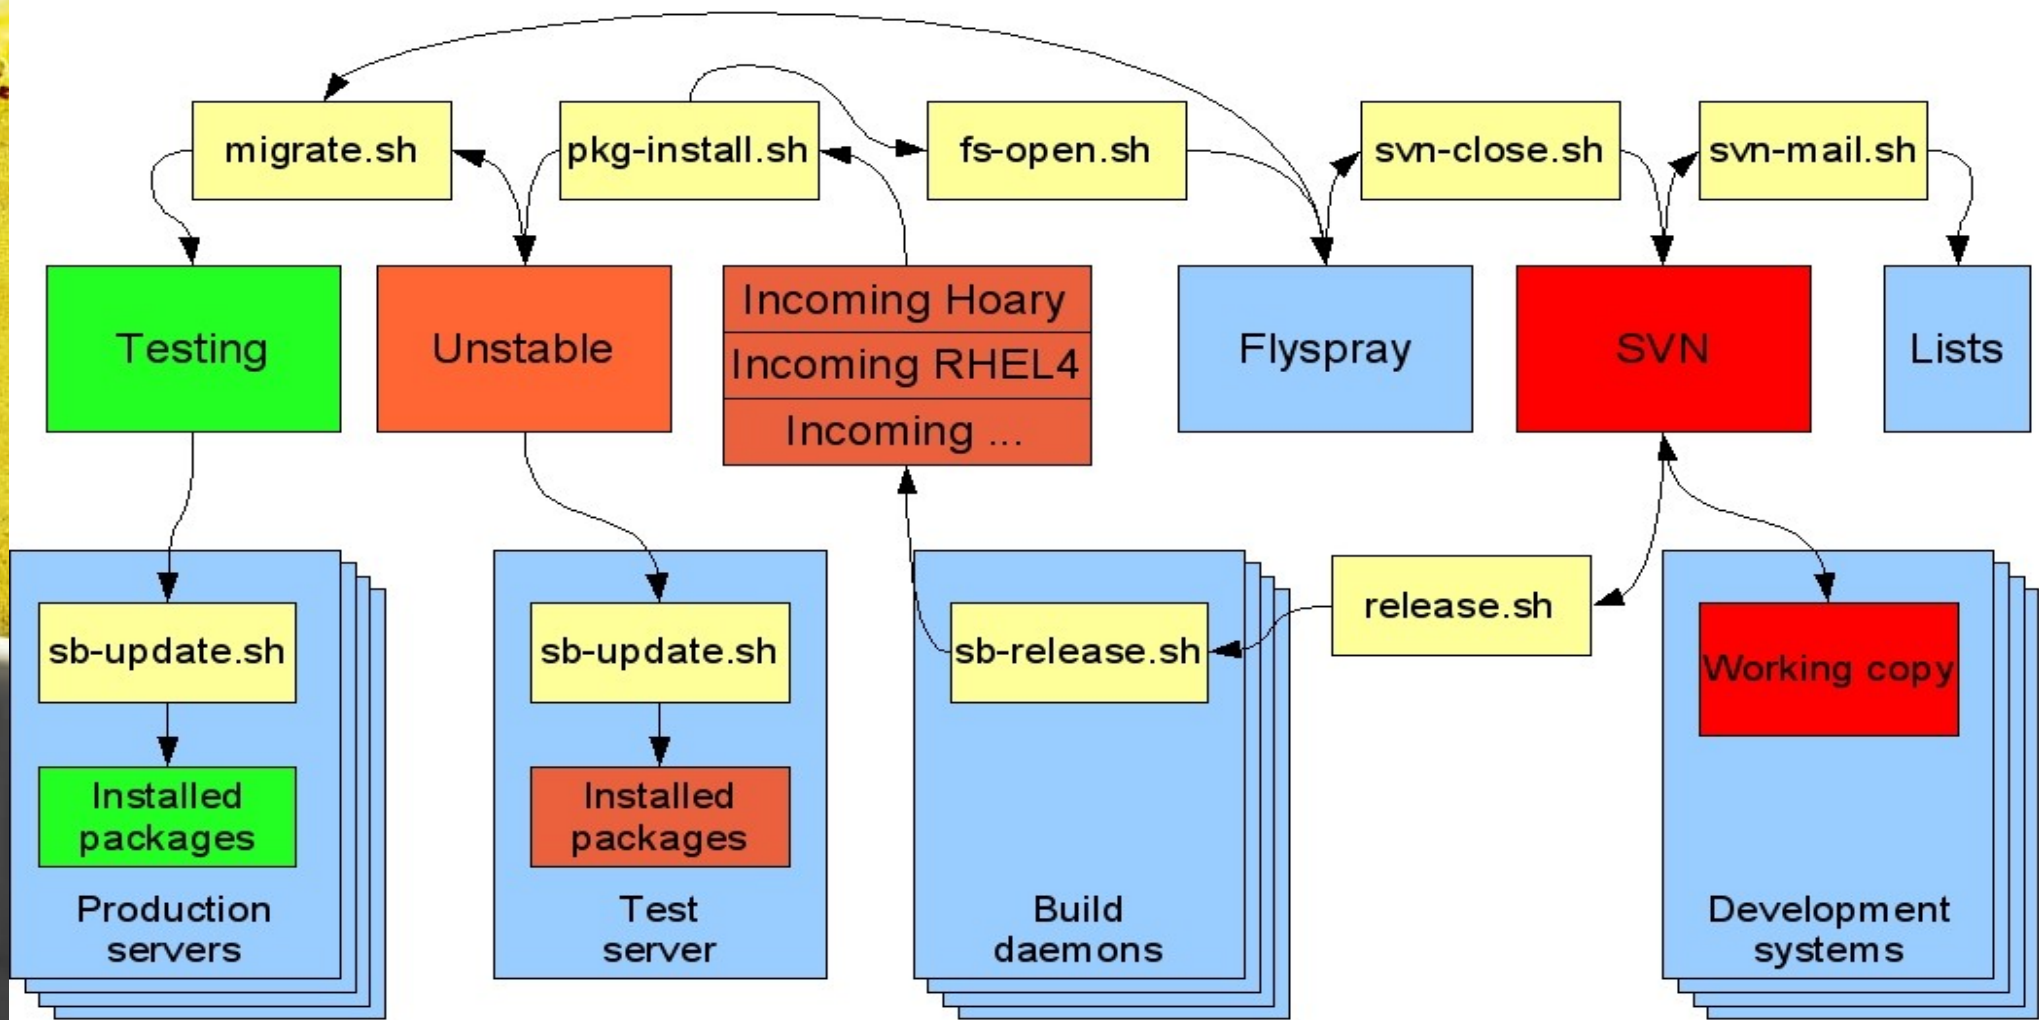 migrate.sh
pkg-install.sh
fs-open.sh
svn-close.sh
svn-mail.sh
Testing
Unstable
Incoming Hoary
Incoming RHEL4
Incoming ...
Flyspray
SVN
Lists
sb-update.sh
Installed
packages
Production
servers
sb-update.sh
Installed
packages
Test
server
sb-release.sh
Build
daemons
release.sh
Working copy
Development
systems